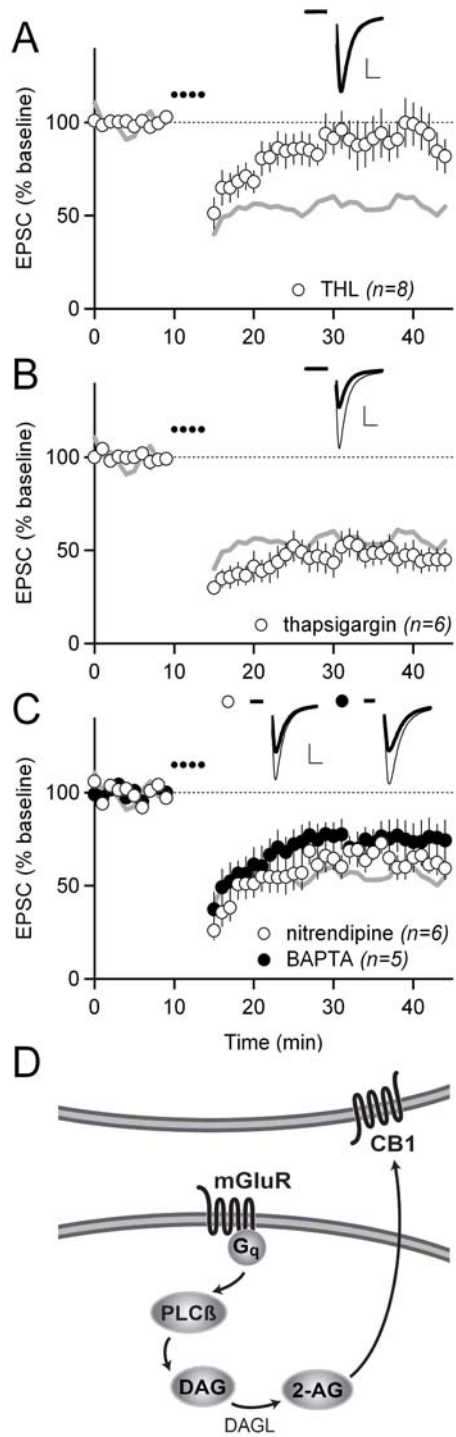 A
EPSC (% baseline)
100
50
0
THL (n=8)
0 10 20 30 40
B
EPSC (% baseline)
100
50
0
thapsigargin (n=6)
0 10 20 30 40
C
EPSC (% baseline)
100
50
0
nitrendipine (n=6)
BAPTA (n=5)
0 10 20 30 40
Time (min)
D
CB1
mGluR
Gq
PLCß
DAG
2-AG
DAGL